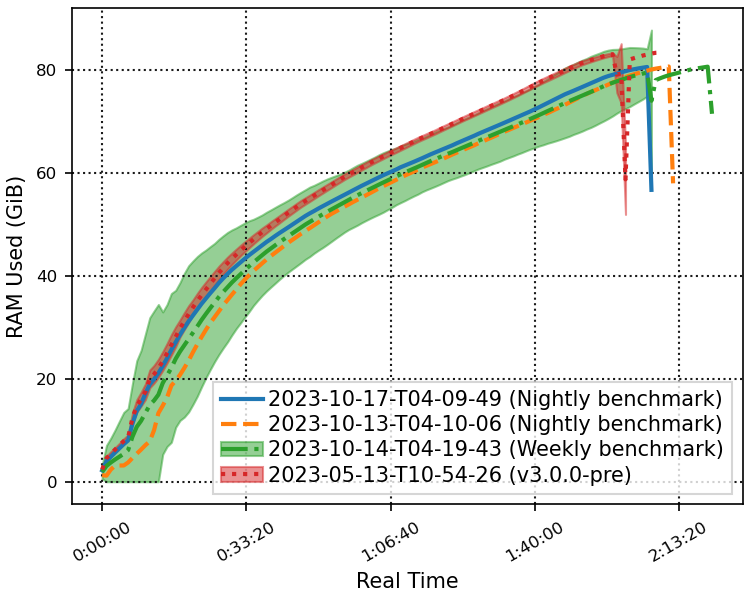 80
60
40
20
0
RAM Used (GiB)
2023-10-17-T04-09-49 (Nightly benchmark)
2023-10-13-T04-10-06 (Nightly benchmark)
2023-10-14-T04-19-43 (Weekly benchmark)
2023-05-13-T10-54-26 (v3.0.0-pre)
0:00:00
0:33:20
1:06:40
1:40:00
2:13:20
Real Time